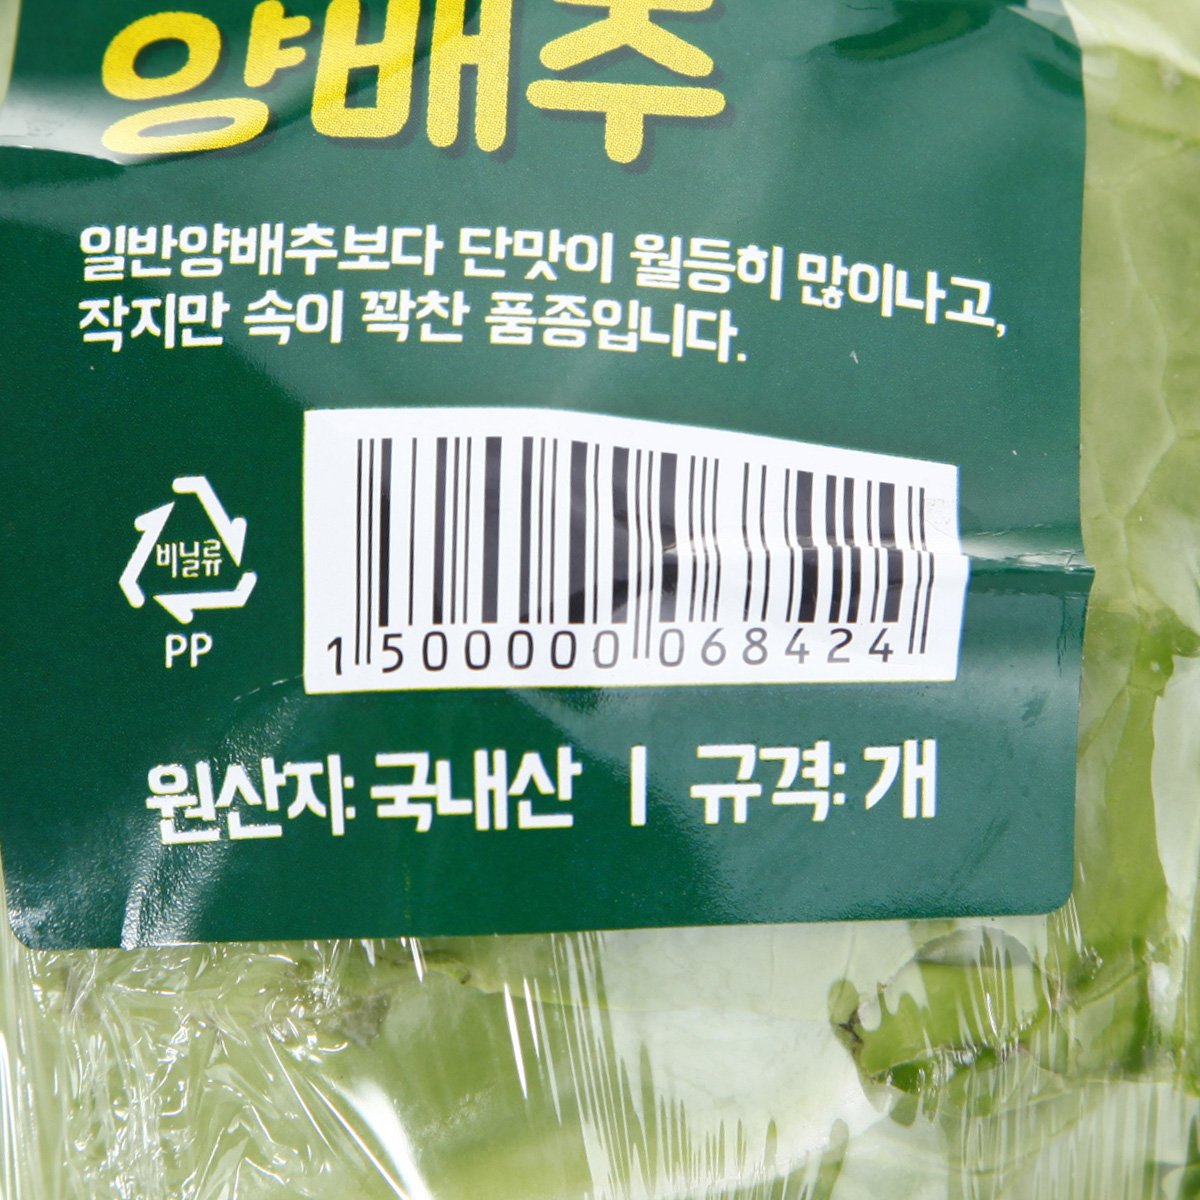 양배추
일반양배추보다 단맛이 월등히 많이나고,
작지만 속이 꽉찬 품종입니다.
비닐류
PP
1 500000 068424
원산지: 국내산 | 규격: 개